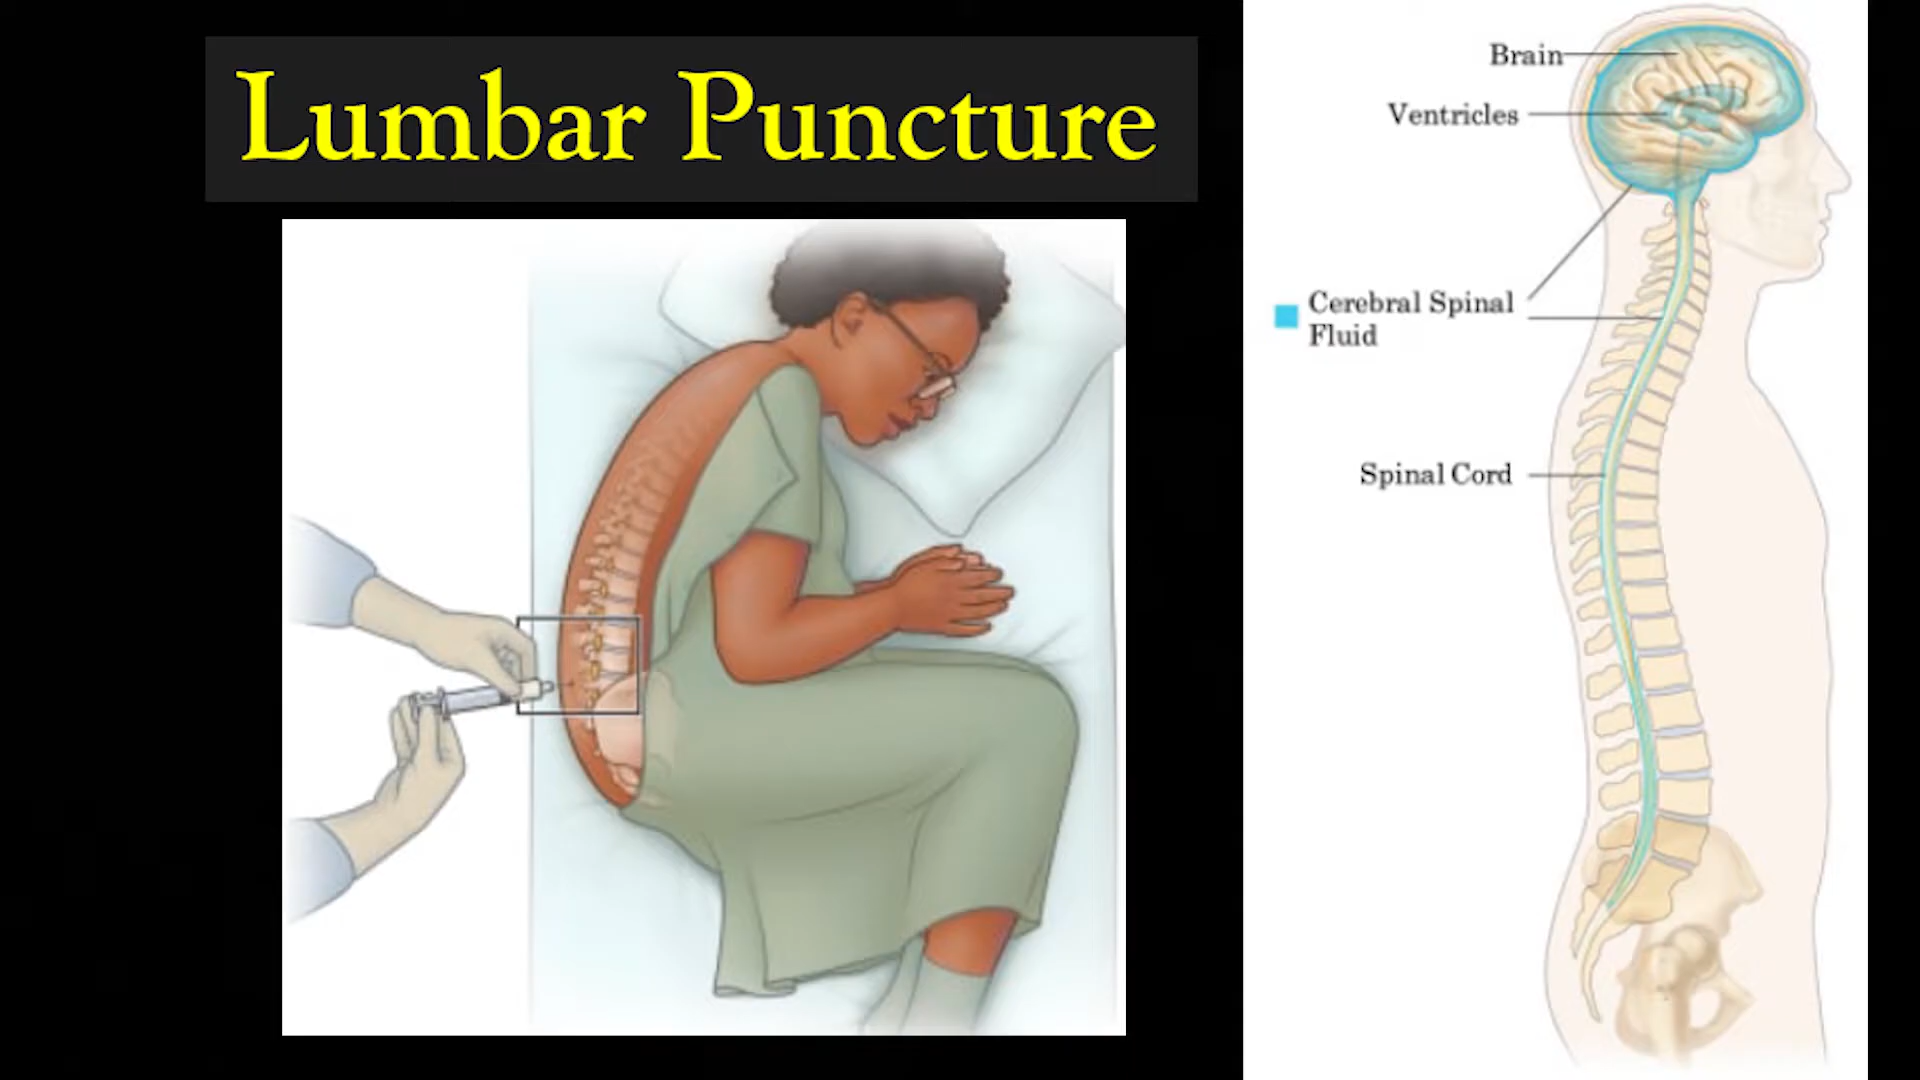 Lumbar Puncture
Brain
Ventricles
Cerebral Spinal
Fluid
Spinal Cord